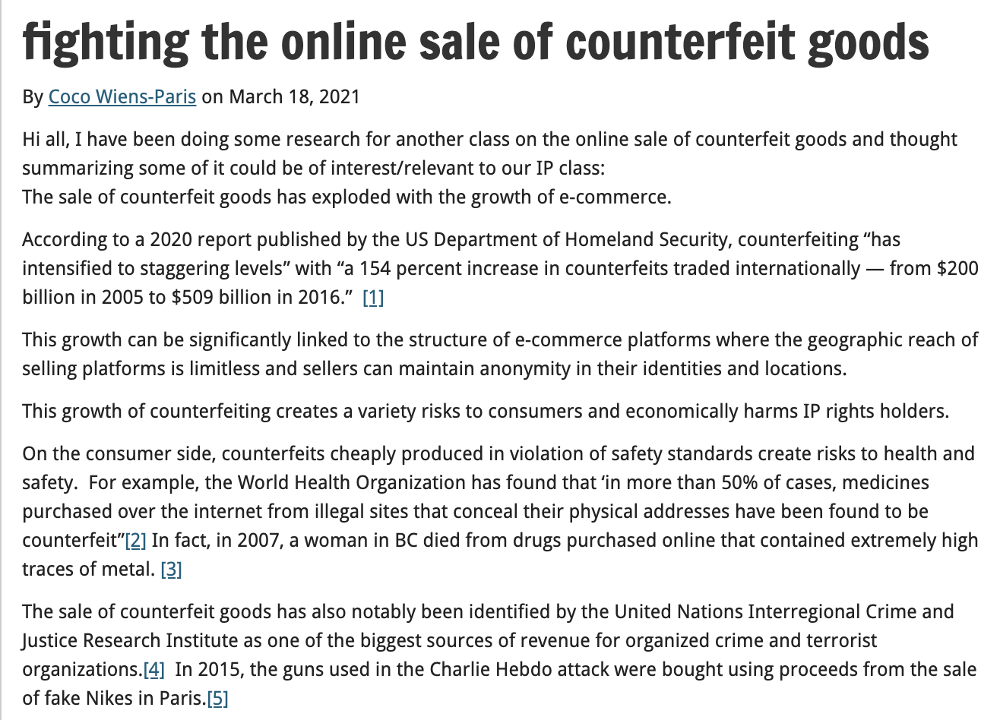 fighting the online sale of counterfeit goods
By Coco Wiens-Paris on March 18, 2021
Hi all, I have been doing some research for another class on the online sale of counterfeit goods and thought
summarizing some of it could be of interest/relevant to our IP class:
The sale of counterfeit goods has exploded with the growth of e-commerce.
According to a 2020 report published by the US Department of Homeland Security, counterfeiting “has
intensified to staggering levels” with “a 154 percent increase in counterfeits traded internationally — from $200
billion in 2005 to $509 billion in 2016.”  [1]
This growth can be significantly linked to the structure of e-commerce platforms where the geographic reach of
selling platforms is limitless and sellers can maintain anonymity in their identities and locations.
This growth of counterfeiting creates a variety risks to consumers and economically harms IP rights holders.
On the consumer side, counterfeits cheaply produced in violation of safety standards create risks to health and
safety.  For example, the World Health Organization has found that ‘in more than 50% of cases, medicines
purchased over the internet from illegal sites that conceal their physical addresses have been found to be
counterfeit”[2] In fact, in 2007, a woman in BC died from drugs purchased online that contained extremely high
traces of metal. [3]
The sale of counterfeit goods has also notably been identified by the United Nations Interregional Crime and
Justice Research Institute as one of the biggest sources of revenue for organized crime and terrorist
organizations.[4]  In 2015, the guns used in the Charlie Hebdo attack were bought using proceeds from the sale
of fake Nikes in Paris.[5]